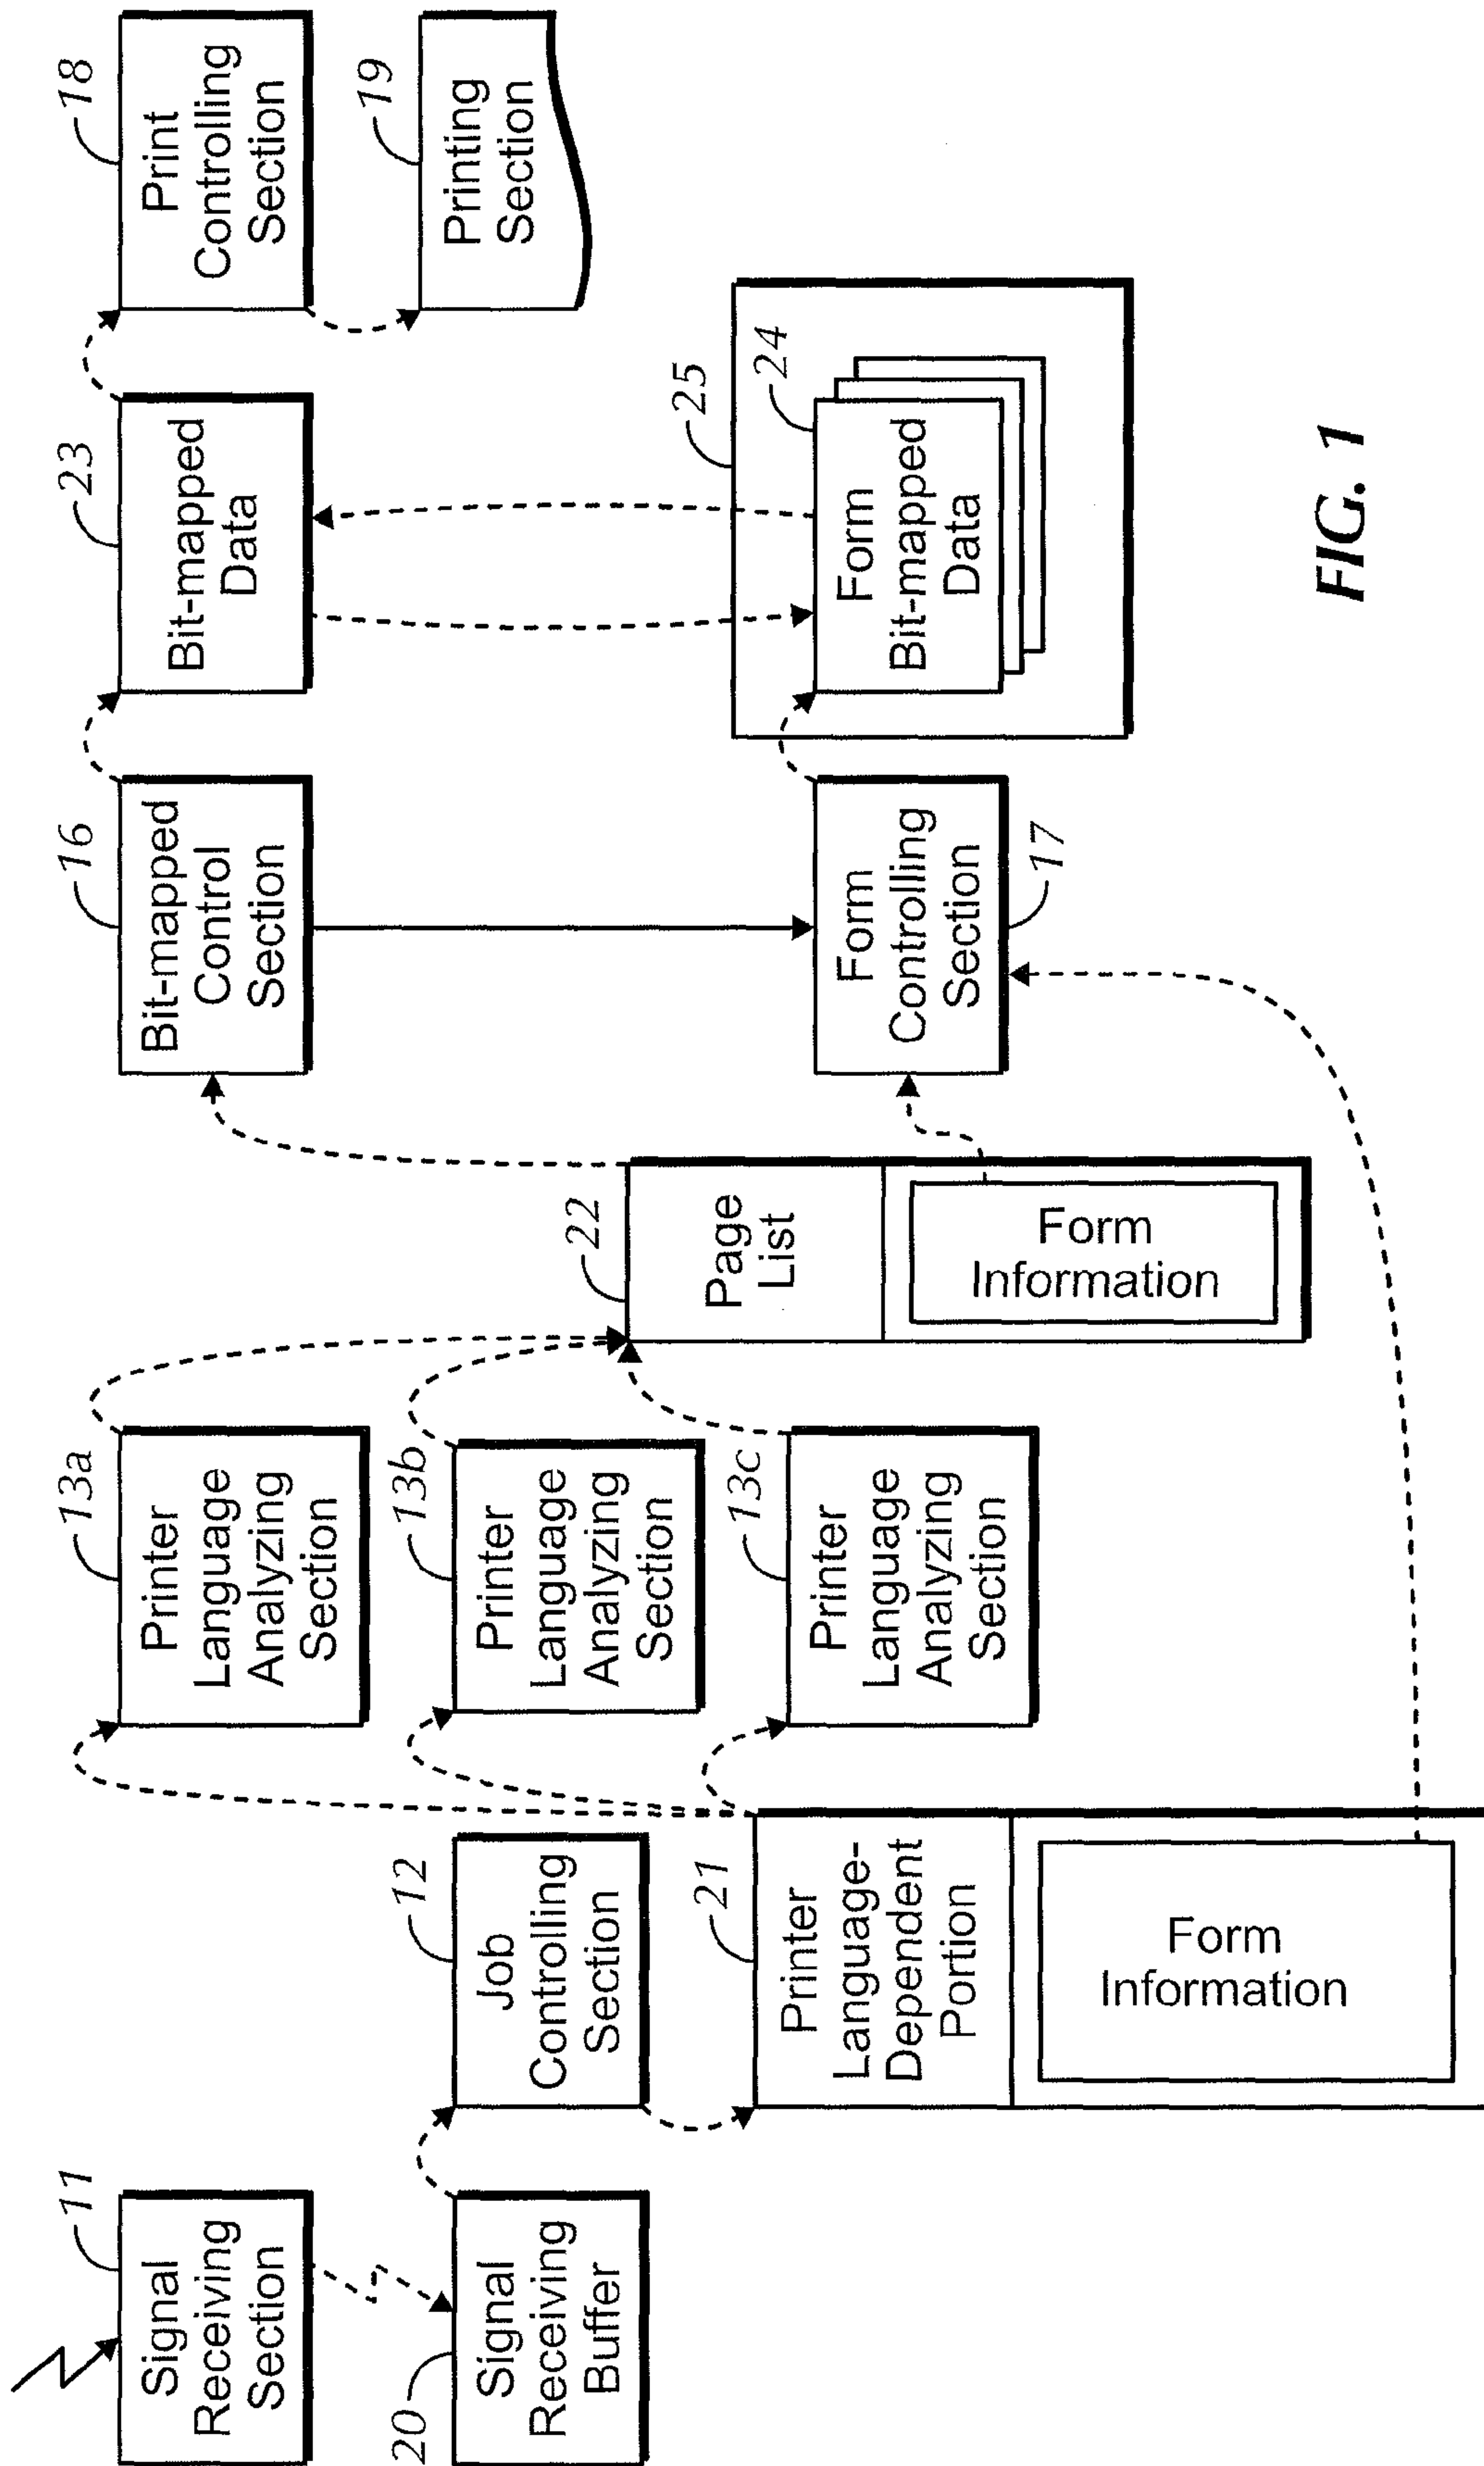 11
Signal
Receiving
Section
20
Signal
Receiving
Buffer
12
Job
Controlling
Section
21
Printer
Language-
Dependent
Portion
Form
Information
13a
Printer
Language
Analyzing
Section
13b
Printer
Language
Analyzing
Section
13c
Printer
Language
Analyzing
Section
22
Page
List
Form
Information
16
Bit-mapped
Control
Section
Form
Controlling
Section
17
23
Bit-mapped
Data
25
24
Form
Bit-mapped
Data
18
Print
Controlling
Section
19
Printing
Section
FIG. 1